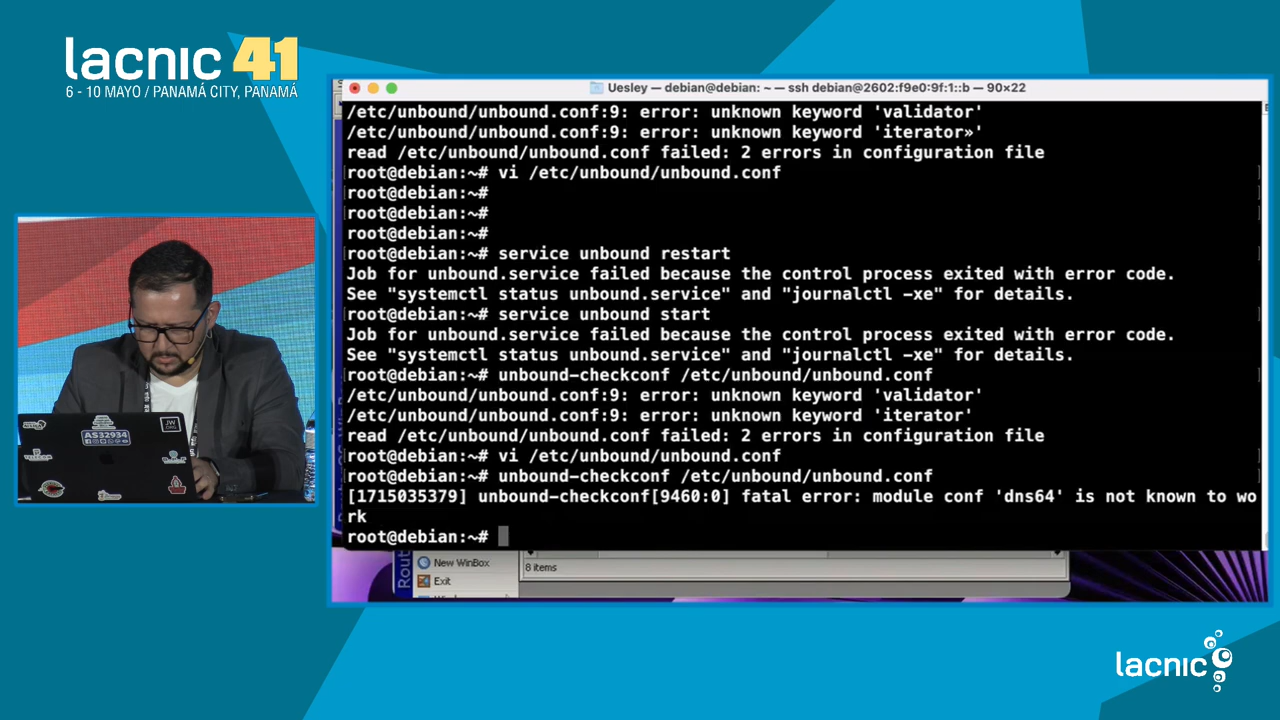 lacnic 41
6 - 10 MAYO / PANAMÁ CITY, PANAMÁ
Uesley — debian@debian: ~ — ssh debian@2602:f9e0:9f:1::b — 90×22
/etc/unbound/unbound.conf:9: error: unknown keyword 'validator'
/etc/unbound/unbound.conf:9: error: unknown keyword 'iterator»'
read /etc/unbound/unbound.conf failed: 2 errors in configuration file
root@debian:~# vi /etc/unbound/unbound.conf
root@debian:~#
root@debian:~#
root@debian:~#
root@debian:~# service unbound restart
Job for unbound.service failed because the control process exited with error code.
See "systemctl status unbound.service" and "journalctl -xe" for details.
root@debian:~# service unbound start
Job for unbound.service failed because the control process exited with error code.
See "systemctl status unbound.service" and "journalctl -xe" for details.
root@debian:~# unbound-checkconf /etc/unbound/unbound.conf
/etc/unbound/unbound.conf:9: error: unknown keyword 'validator'
/etc/unbound/unbound.conf:9: error: unknown keyword 'iterator'
read /etc/unbound/unbound.conf failed: 2 errors in configuration file
root@debian:~# vi /etc/unbound/unbound.conf
root@debian:~# unbound-checkconf /etc/unbound/unbound.conf
[1715035379] unbound-checkconf[9460:0] fatal error: module conf 'dns64' is not known to wo
rk
root@debian:~#
New WinBox
Exit
8 items
Rout
AS32934
JW
lacnic